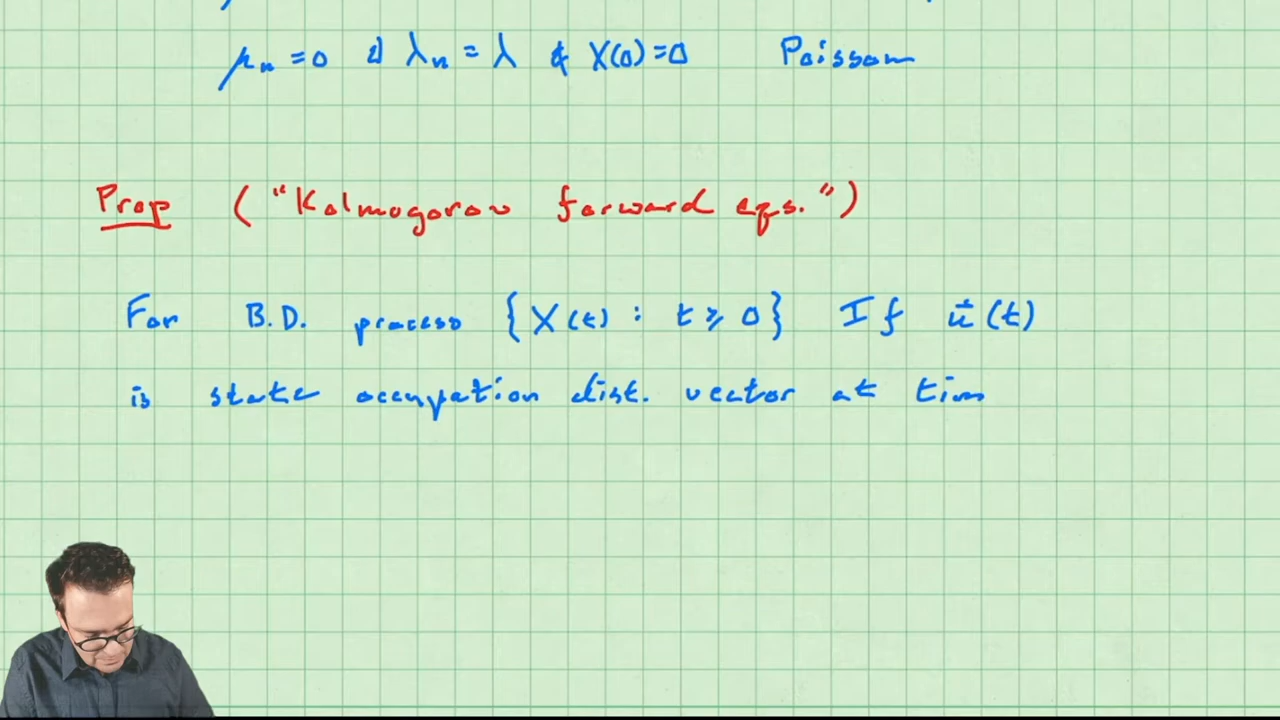 μₙ = 0 & λₙ = λ & X(0) = 0 Poisson
Prop ("Kolmogorov forward eqs.")
For B.D. process {X(t) : t ≥ 0} If u⃗(t)
is state occupation dist. vector at tim